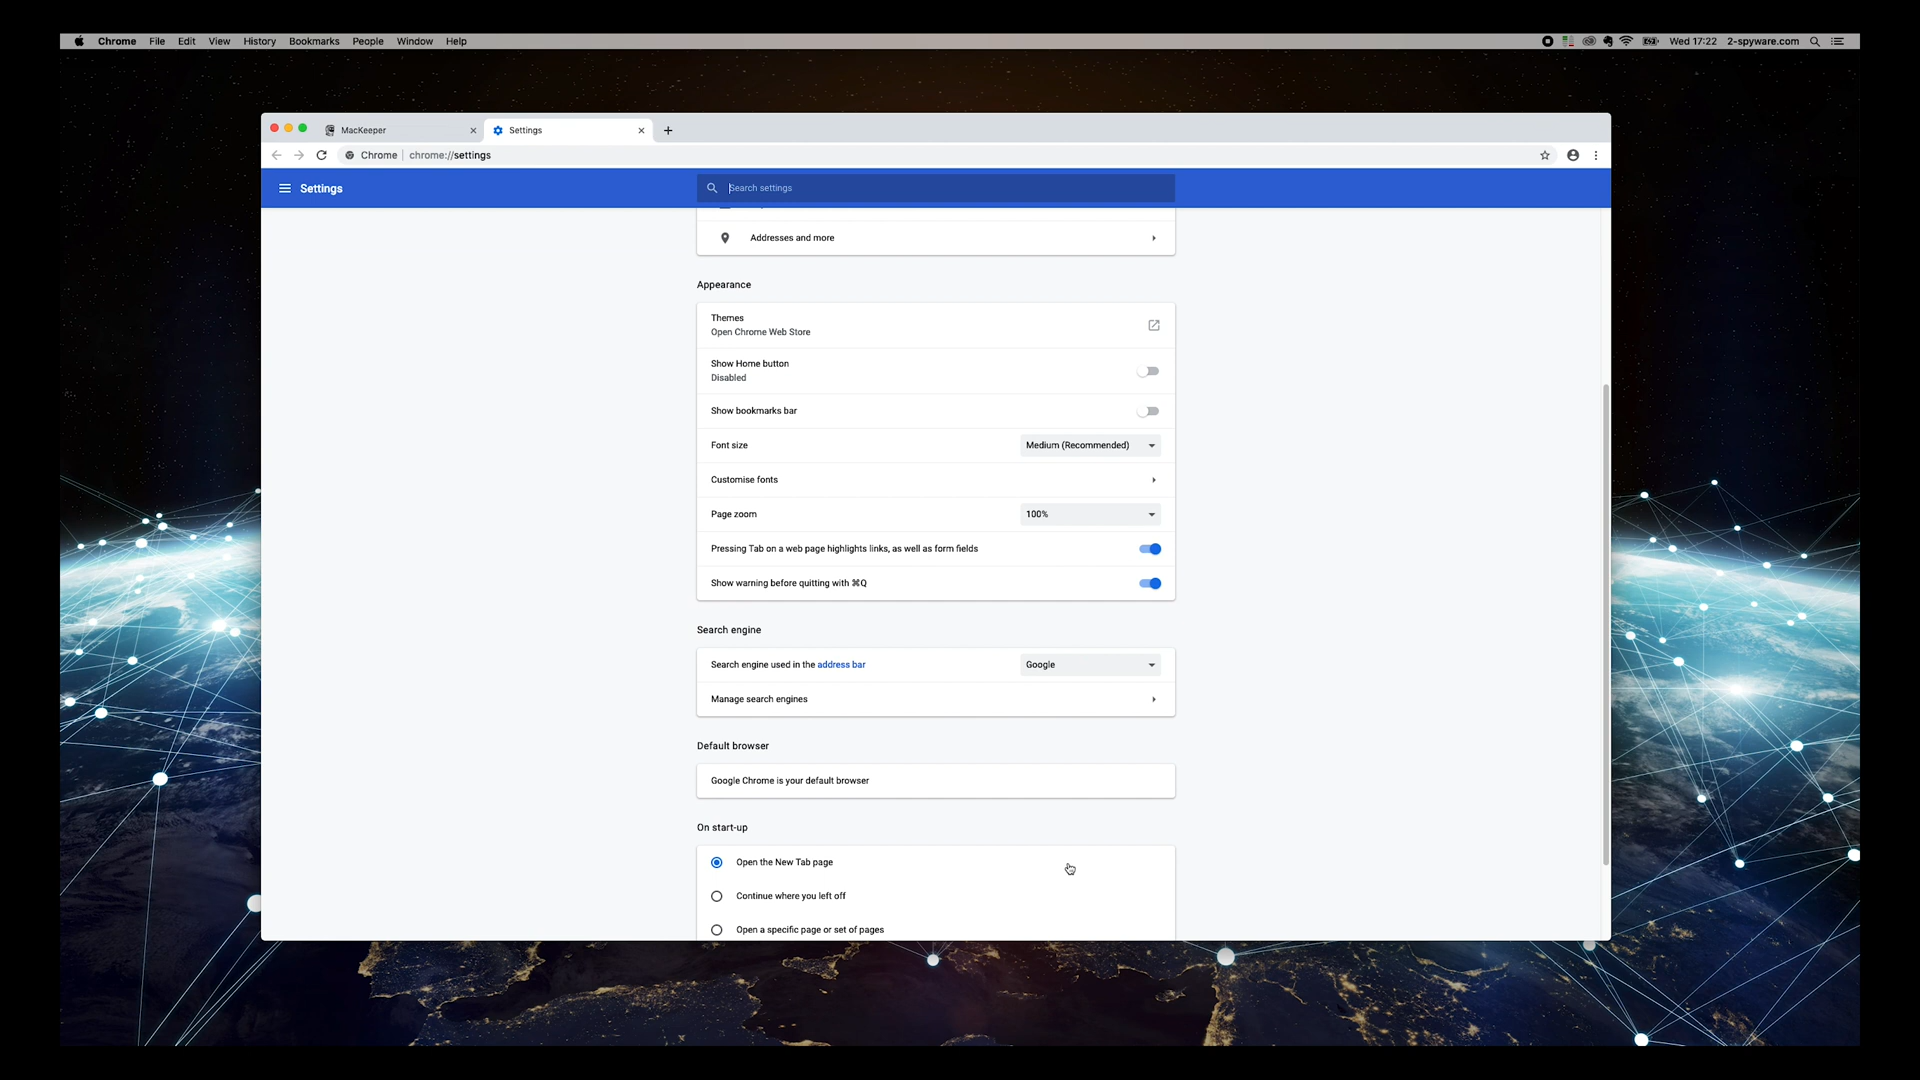 Chrome File Edit View History Bookmarks People Window Help Wed 17:22 2-spyware.com
MacKeeper Settings
Chrome chrome://settings
Settings Search settings
Addresses and more
Appearance
Themes
Open Chrome Web Store
Show Home button
Disabled
Show bookmarks bar
Font size Medium (Recommended)
Customise fonts
Page zoom 100%
Pressing Tab on a web page highlights links, as well as form fields
Show warning before quitting with ⌘Q
Search engine
Search engine used in the address bar Google
Manage search engines
Default browser
Google Chrome is your default browser
On start-up
Open the New Tab page
Continue where you left off
Open a specific page or set of pages